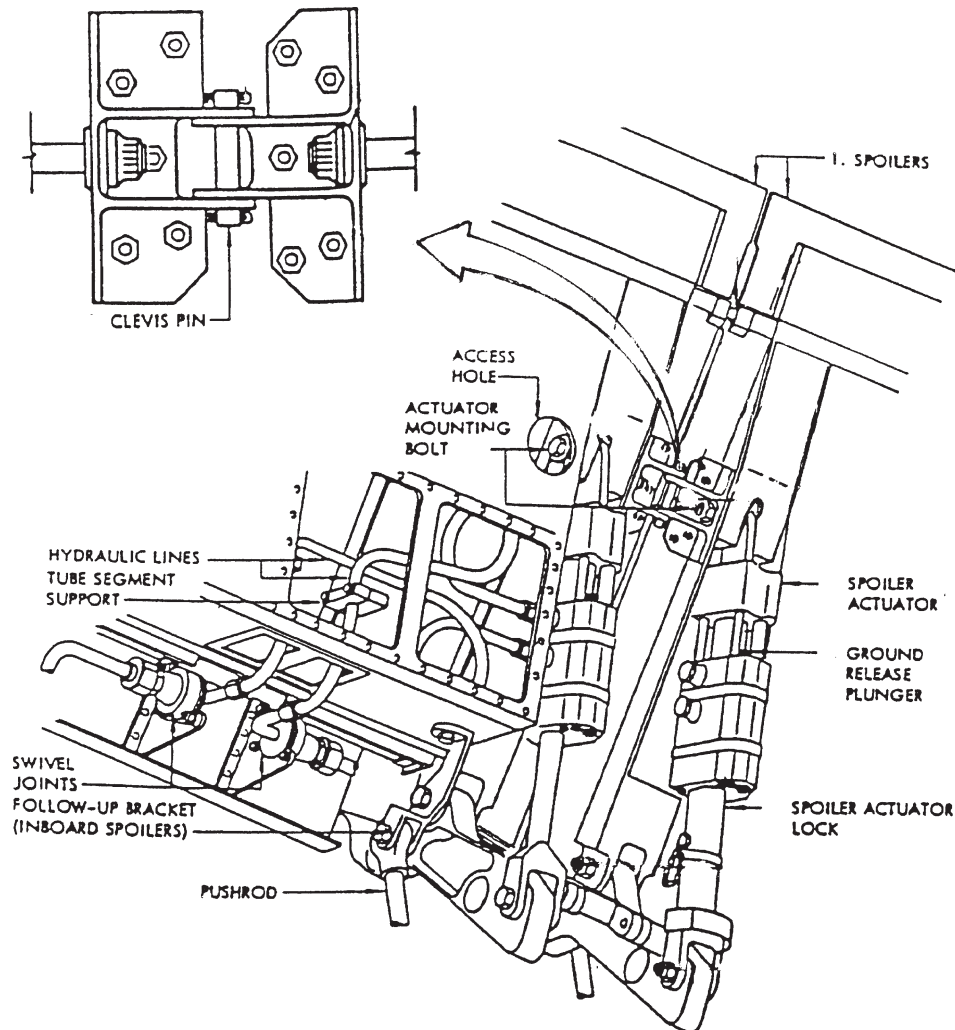 1. SPOILERS
CLEVIS PIN
ACCESS
HOLE
ACTUATOR
MOUNTING
BOLT
HYDRAULIC LINES
TUBE SEGMENT
SUPPORT
SPOILER
ACTUATOR
GROUND
RELEASE
PLUNGER
SWIVEL
JOINTS
FOLLOW-UP BRACKET
(INBOARD SPOILERS)
SPOILER ACTUATOR
LOCK
PUSHROD